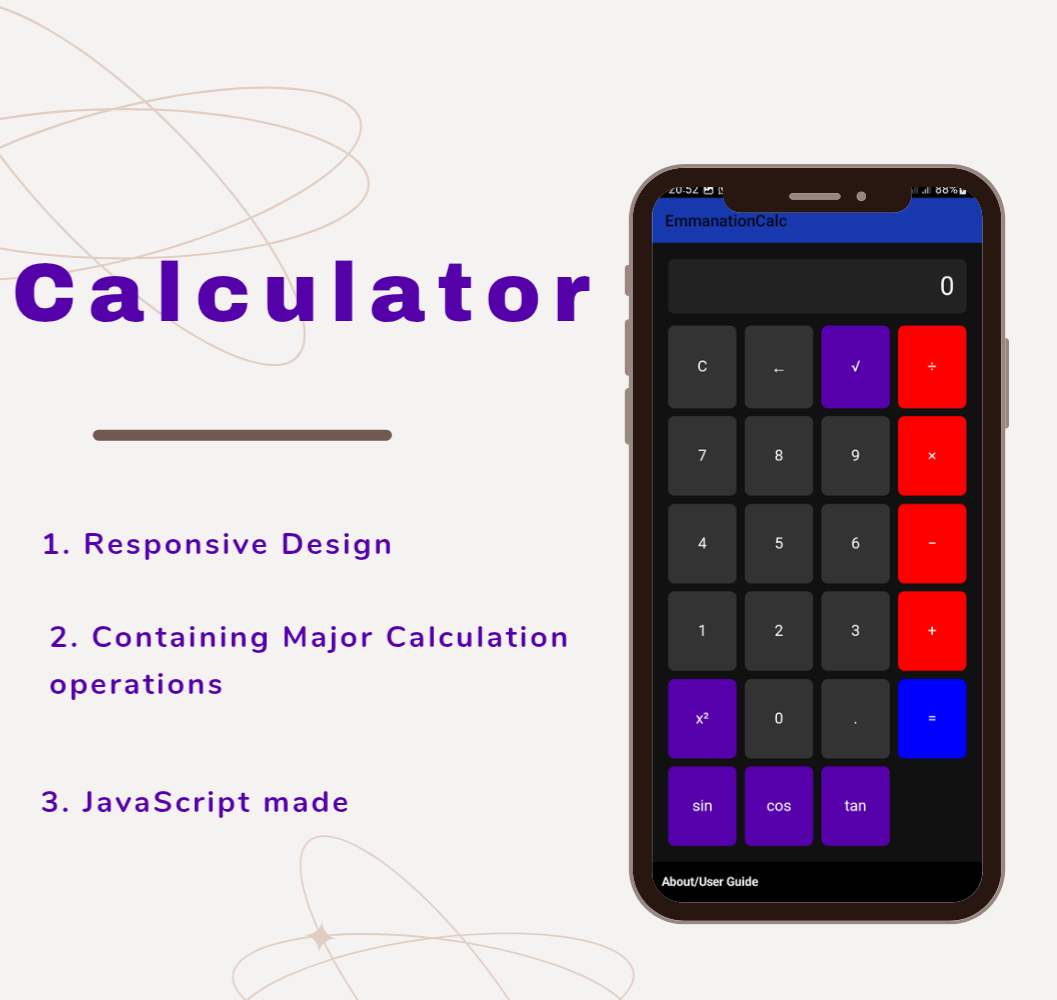 Calculator
1. Responsive Design
2. Containing Major Calculation
operations
3. JavaScript made
20:52 88%
EmmanationCalc
0
C ← √ ÷
7 8 9 ×
4 5 6 −
1 2 3 +
x² 0 . =
sin cos tan
About/User Guide